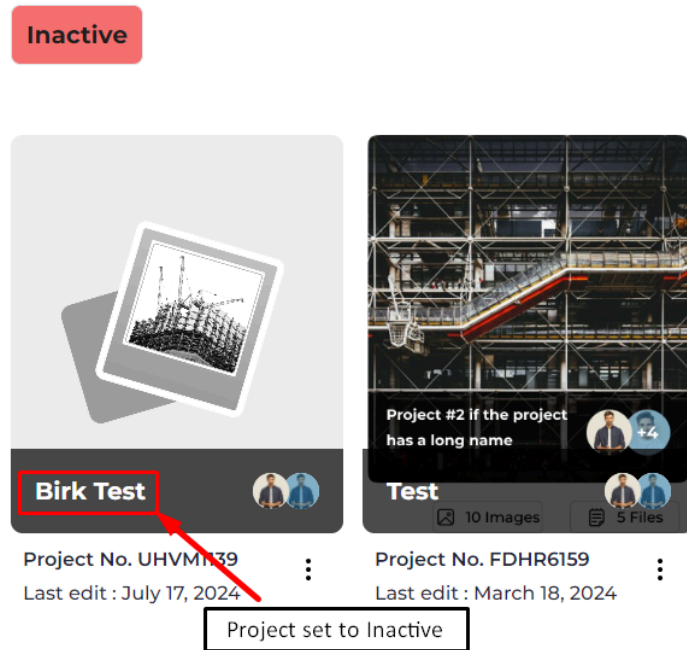 Inactive
Project #2 if the project
has a long name
+4
Birk Test
Test
10 Images
5 Files
Project No. UHVM1139
Last edit : July 17, 2024
Project No. FDHR6159
Last edit : March 18, 2024
Project set to Inactive